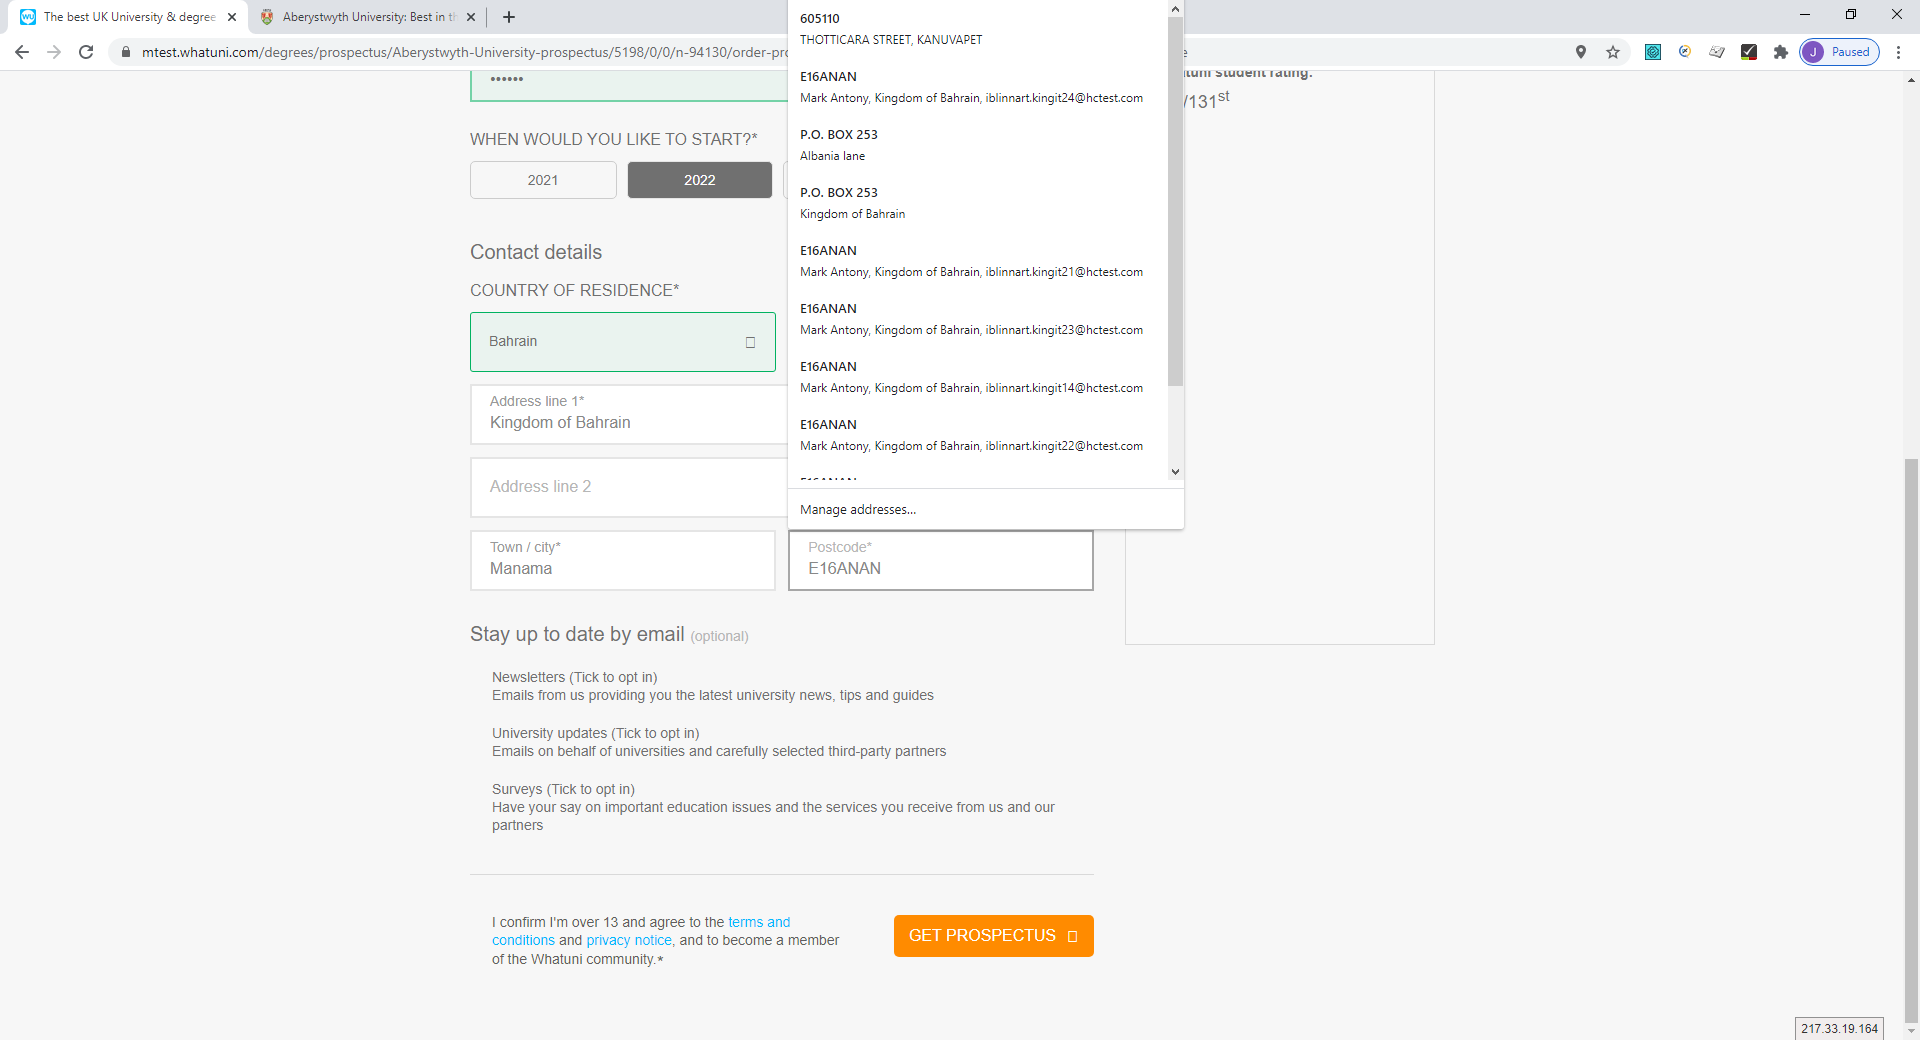 The best UK University & degree
Aberystwyth University: Best in th
mtest.whatuni.com/degrees/prospectus/Aberystwyth-University-prospectus/5198/0/0/n-94130/order-pro
J Paused
••••••
WHEN WOULD YOU LIKE TO START?*
2021
2022
Contact details
COUNTRY OF RESIDENCE*
Bahrain
Address line 1*
Kingdom of Bahrain
Address line 2
Town / city*
Manama
Postcode*
E16ANAN
605110
THOTTICARA STREET, KANUVAPET
E16ANAN
Mark Antony, Kingdom of Bahrain, iblinnart.kingit24@hctest.com
P.O. BOX 253
Albania lane
P.O. BOX 253
Kingdom of Bahrain
E16ANAN
Mark Antony, Kingdom of Bahrain, iblinnart.kingit21@hctest.com
E16ANAN
Mark Antony, Kingdom of Bahrain, iblinnart.kingit23@hctest.com
E16ANAN
Mark Antony, Kingdom of Bahrain, iblinnart.kingit14@hctest.com
E16ANAN
Mark Antony, Kingdom of Bahrain, iblinnart.kingit22@hctest.com
E16ANAN
Manage addresses...
student rating:
/131st
Stay up to date by email (optional)
Newsletters (Tick to opt in)
Emails from us providing you the latest university news, tips and guides
University updates (Tick to opt in)
Emails on behalf of universities and carefully selected third-party partners
Surveys (Tick to opt in)
Have your say on important education issues and the services you receive from us and our
partners
I confirm I'm over 13 and agree to the terms and
conditions and privacy notice, and to become a member
of the Whatuni community.*
GET PROSPECTUS
217.33.19.164